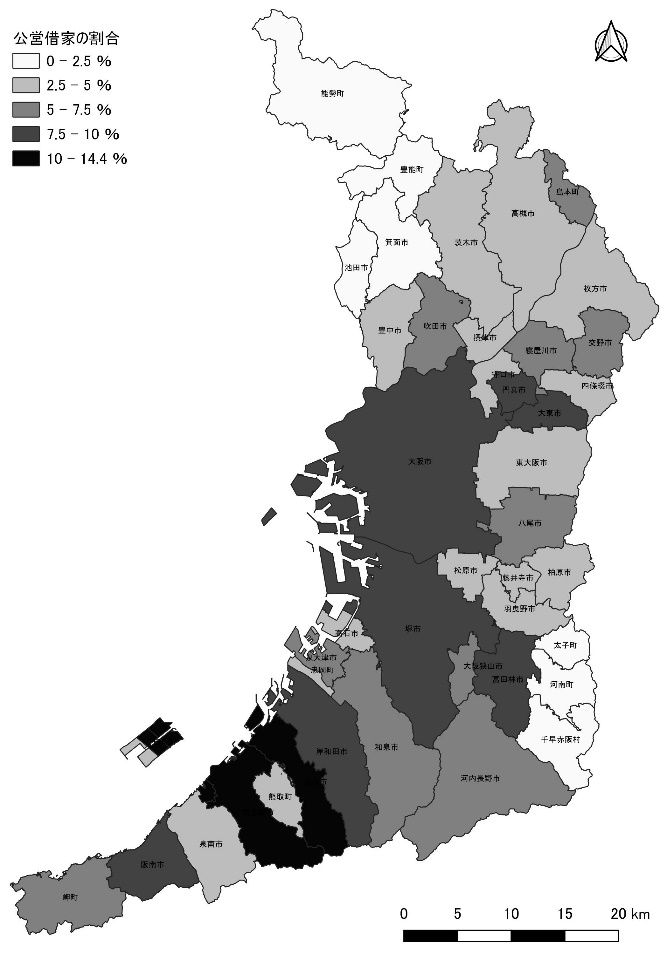 公営借家の割合
0 - 2.5 %
2.5 - 5 %
5 - 7.5 %
7.5 - 10 %
10 - 14.4 %
能勢町
豊能町
島本町
高槻市
茨木市
箕面市
池田市
枚方市
豊中市
吹田市
摂津市
寝屋川市
交野市
守口市
門真市
四條畷市
大東市
大阪市
東大阪市
八尾市
松原市
藤井寺市
柏原市
羽曳野市
堺市
高石市
太子町
泉大津市
忠岡町
大阪狭山市
富田林市
河南町
千早赤阪村
岸和田市
和泉市
河内長野市
熊取町
泉南市
阪南市
岬町
0 5 10 15 20 km